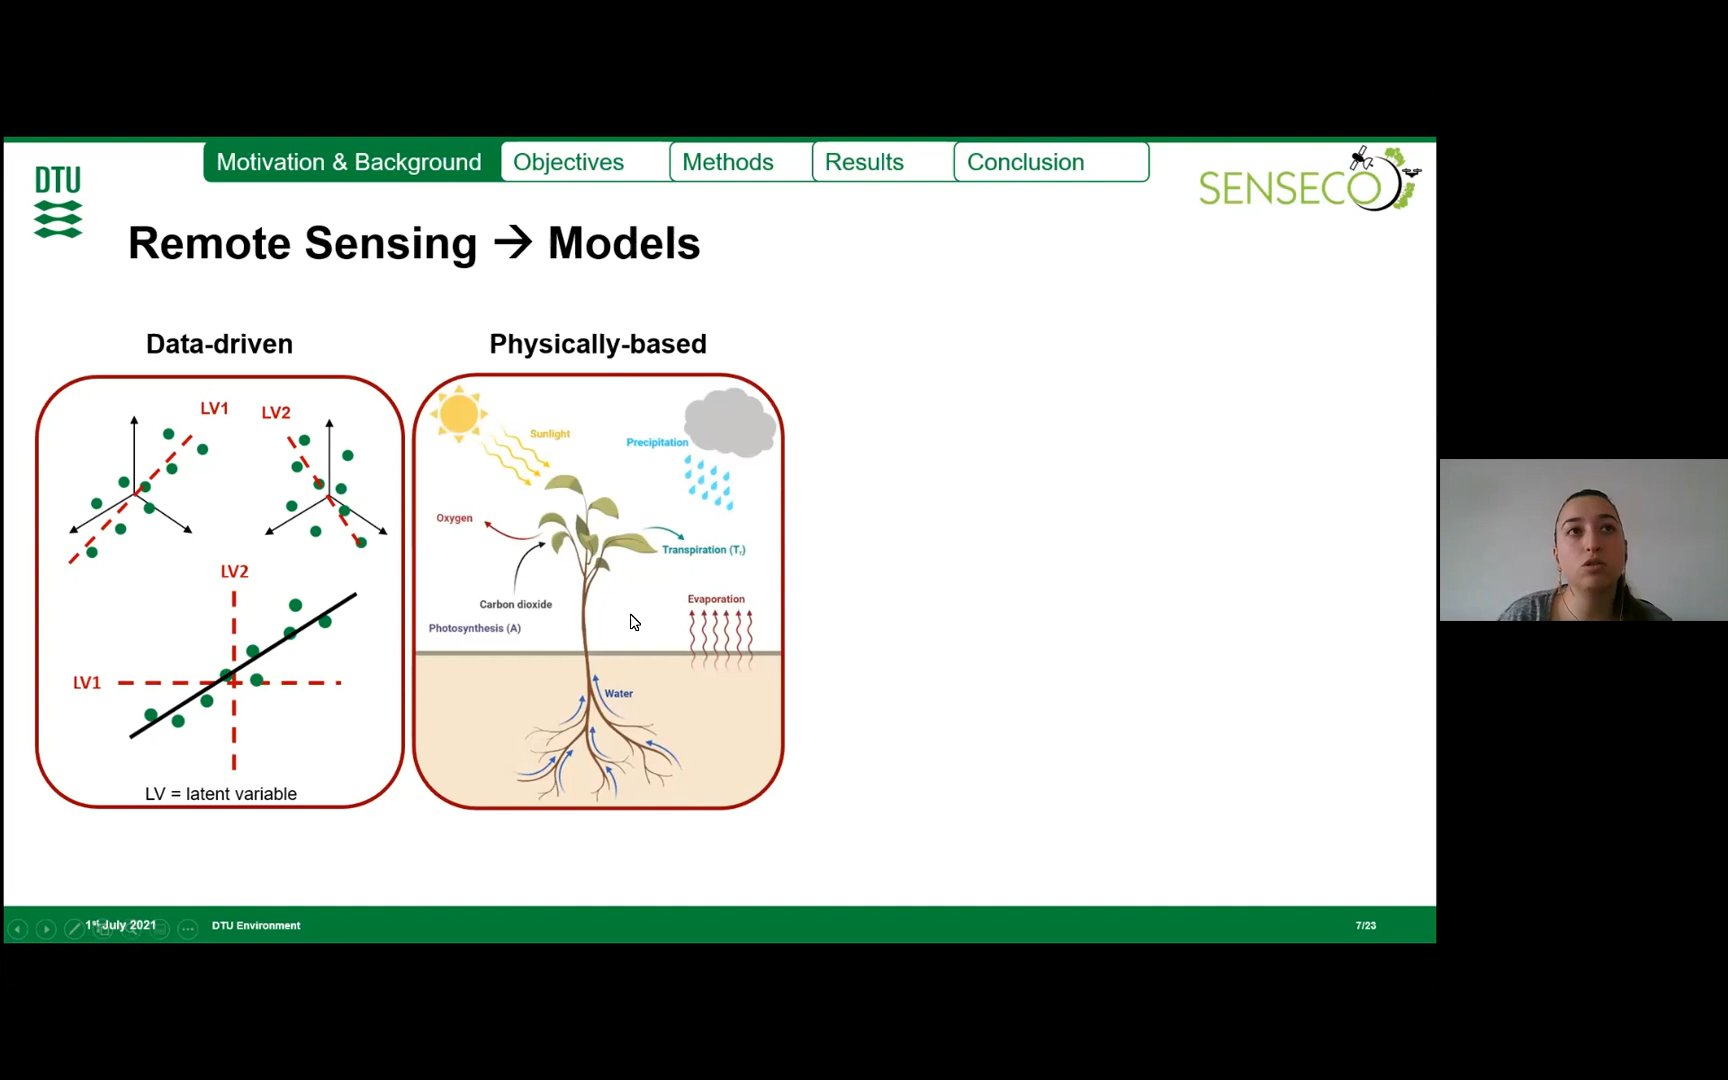 DTU
Motivation & Background
Objectives
Methods
Results
Conclusion
SENSECO
Remote Sensing → Models
Data-driven
Physically-based
LV1
LV2
LV2
LV1
LV = latent variable
Sunlight
Precipitation
Oxygen
Transpiration (Tᵣ)
Carbon dioxide
Evaporation
Photosynthesis (A)
Water
1st July 2021
DTU Environment
7/23